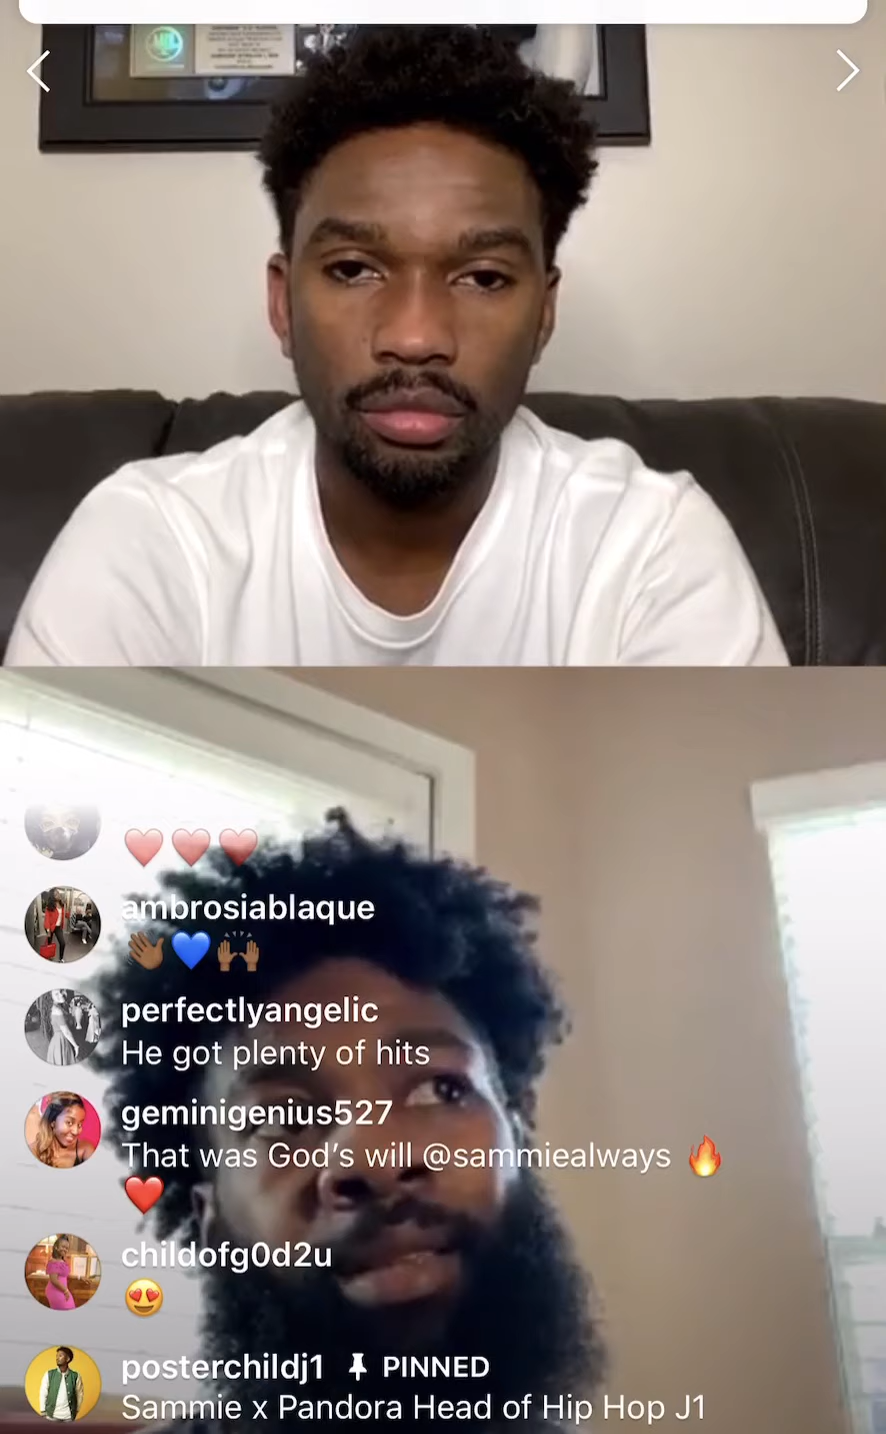 ❤️❤️❤️
ambrosiablaque
👋🏾💙🙌🏾
perfectlyangelic
He got plenty of hits
geminigenius527
That was God’s will @sammiealways 🔥
❤️
childofg0d2u
😍
posterchildj1 📌 PINNED
Sammie x Pandora Head of Hip Hop J1